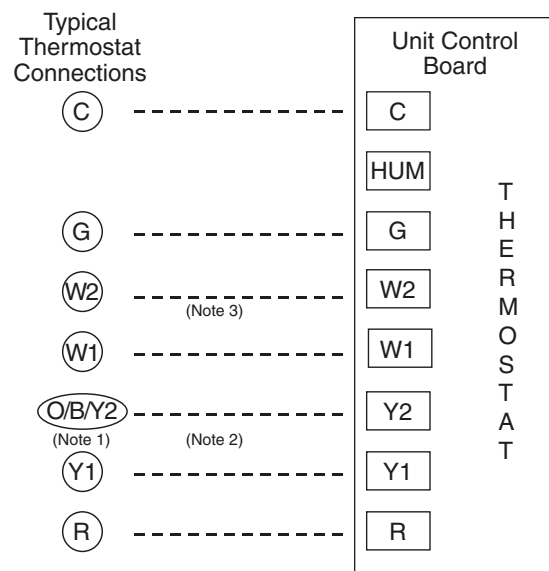 Typical
Thermostat
Connections
Unit Control
Board
C
C
HUM
G
G
W2
(Note 3)
W2
W1
W1
O/B/Y2
(Note 1)
(Note 2)
Y2
Y1
Y1
R
R
THERMOSTAT